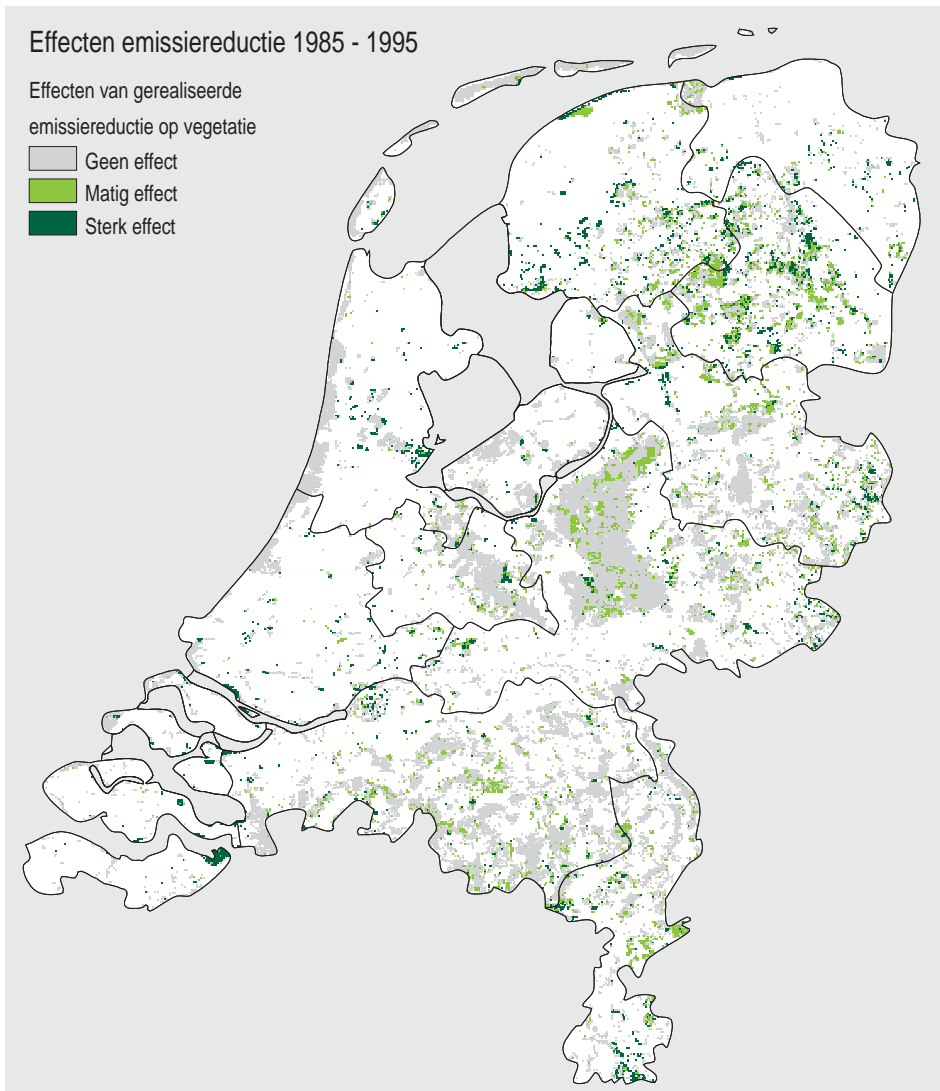 Effecten emissiereductie 1985 - 1995
Effecten van gerealiseerde
emissiereductie op vegetatie
Geen effect
Matig effect
Sterk effect